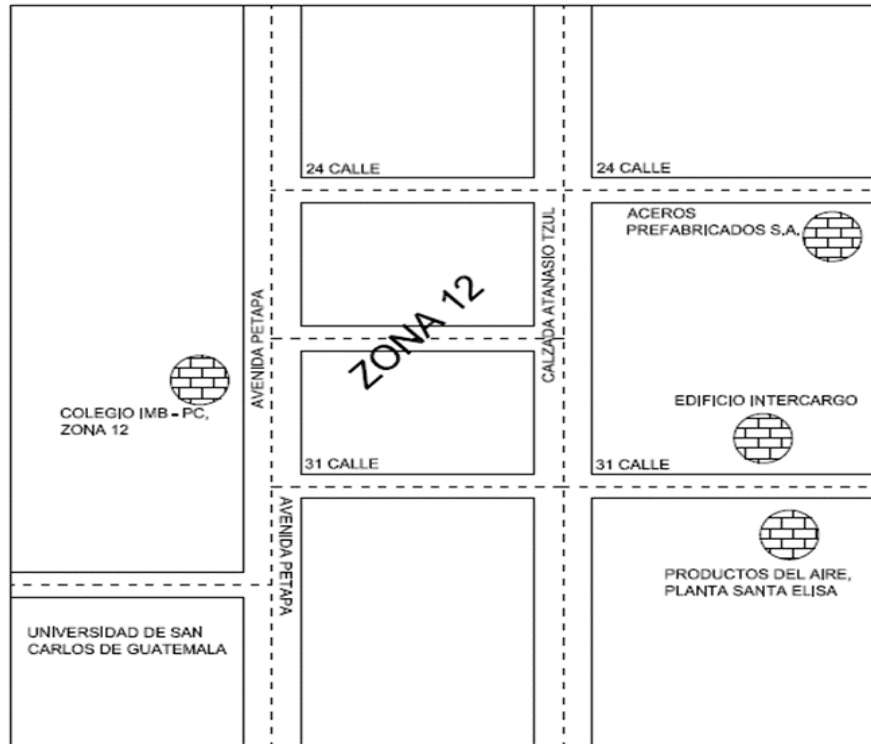 24 CALLE
24 CALLE
ACEROS
PREFABRICADOS S.A.
CALZADA ATANASIO TZUL
ZONA 12
AVENIDA PETAPA
COLEGIO IMB - PC,
ZONA 12
EDIFICIO INTERCARGO
31 CALLE
31 CALLE
AVENIDA PETAPA
PRODUCTOS DEL AIRE,
PLANTA SANTA ELISA
UNIVERSIDAD DE SAN
CARLOS DE GUATEMALA